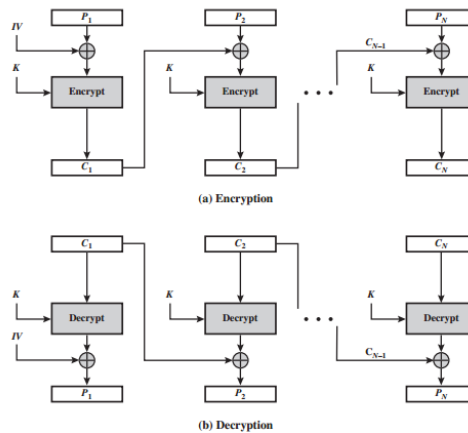 P1 P2 PN
IV CN–1
K K K
Encrypt Encrypt Encrypt
C1 C2 CN
(a) Encryption
C1 C2 CN
K K K
Decrypt Decrypt Decrypt
IV CN–1
P1 P2 PN
(b) Decryption